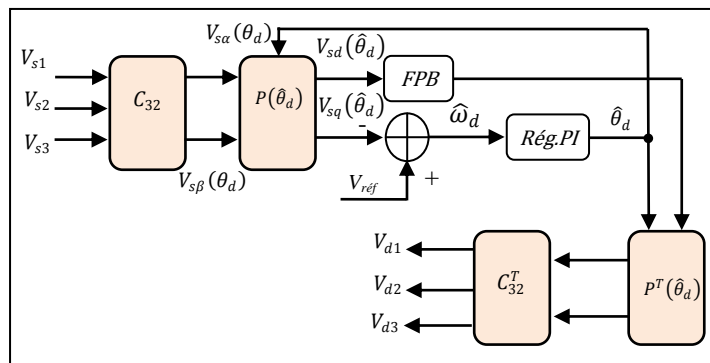 V_{sα}(θ_d)
V_{sd}(θ̂_d)
V_{s1}
V_{s2}
V_{s3}
C_{32}
P(θ̂_d)
FPB
V_{sq}(θ̂_d)
-
ω̂_d
Rég.PI
θ̂_d
V_{sβ}(θ_d)
V_{réf}
+
V_{d1}
V_{d2}
V_{d3}
C_{32}^T
P^T(θ̂_d)